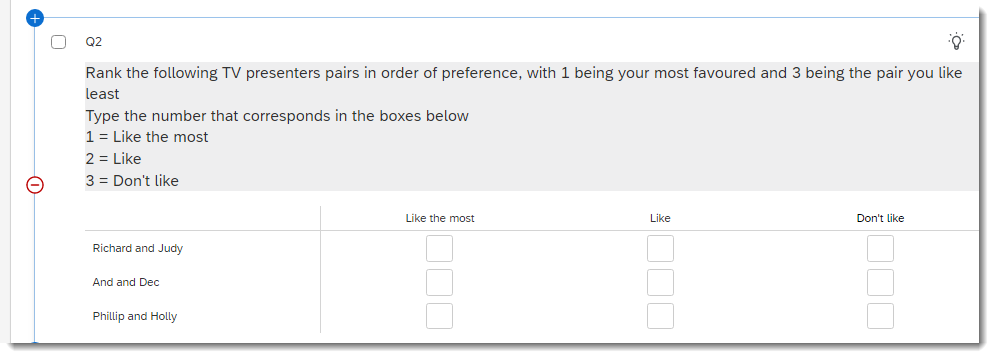 Q2
Rank the following TV presenters pairs in order of preference, with 1 being your most favoured and 3 being the pair you like
least
Type the number that corresponds in the boxes below
1 = Like the most
2 = Like
3 = Don't like
Like the most Like Don't like
Richard and Judy
And and Dec
Phillip and Holly